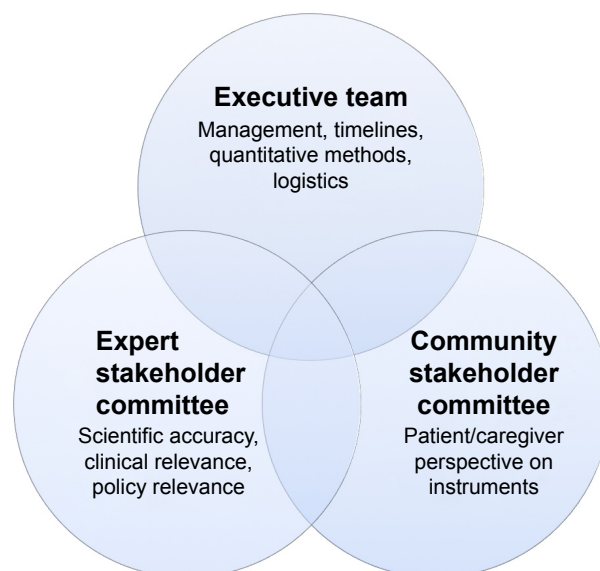 Executive team
Management, timelines,
quantitative methods,
logistics
Expert
stakeholder
committee
Scientific accuracy,
clinical relevance,
policy relevance
Community
stakeholder
committee
Patient/caregiver
perspective on
instruments